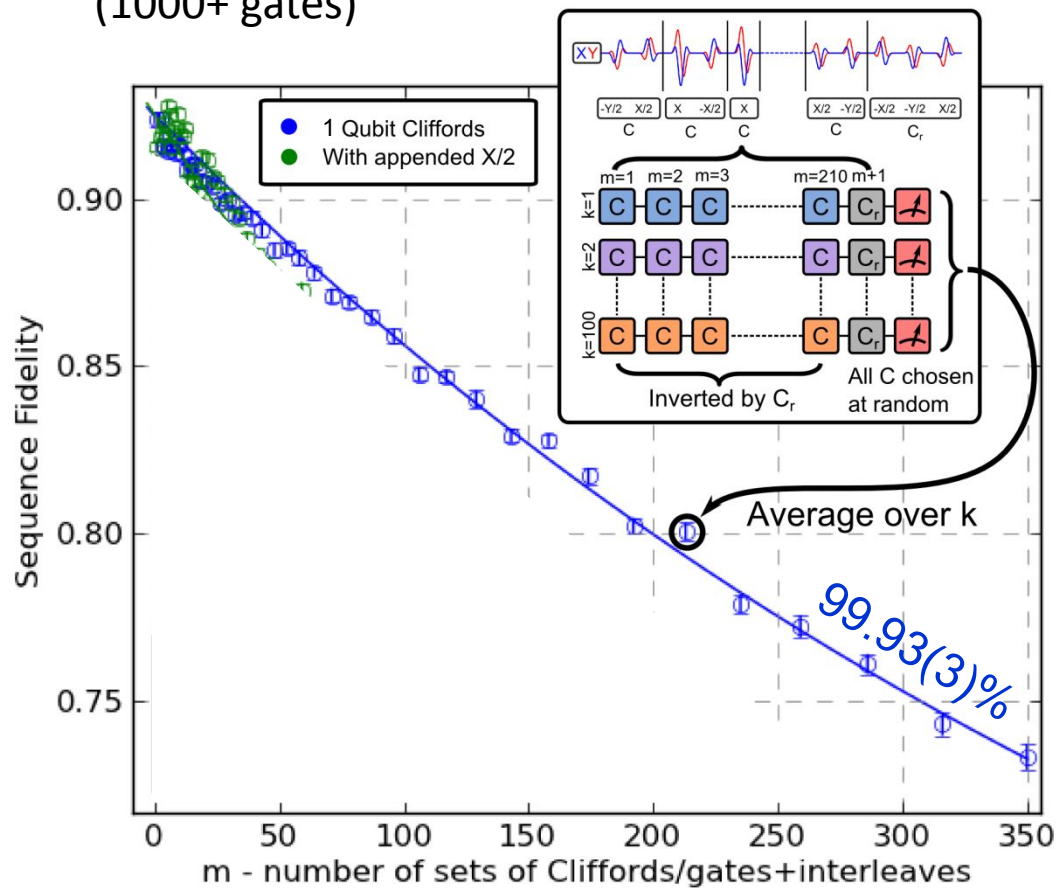 (1000+ gates)
XY
-Y/2 X/2 X -X/2 X X/2 -Y/2 -X/2 -Y/2 X/2
C C C C Cr
1 Qubit Cliffords
With appended X/2
m=1 m=2 m=3 m=210 m+1
k=1 C C C C Cr
k=2 C C C C Cr
k=100 C C C C Cr
Inverted by Cr
All C chosen
at random
Average over k
99.93(3)%
Sequence Fidelity
0.90
0.85
0.80
0.75
0 50 100 150 200 250 300 350
m - number of sets of Cliffords/gates+interleaves